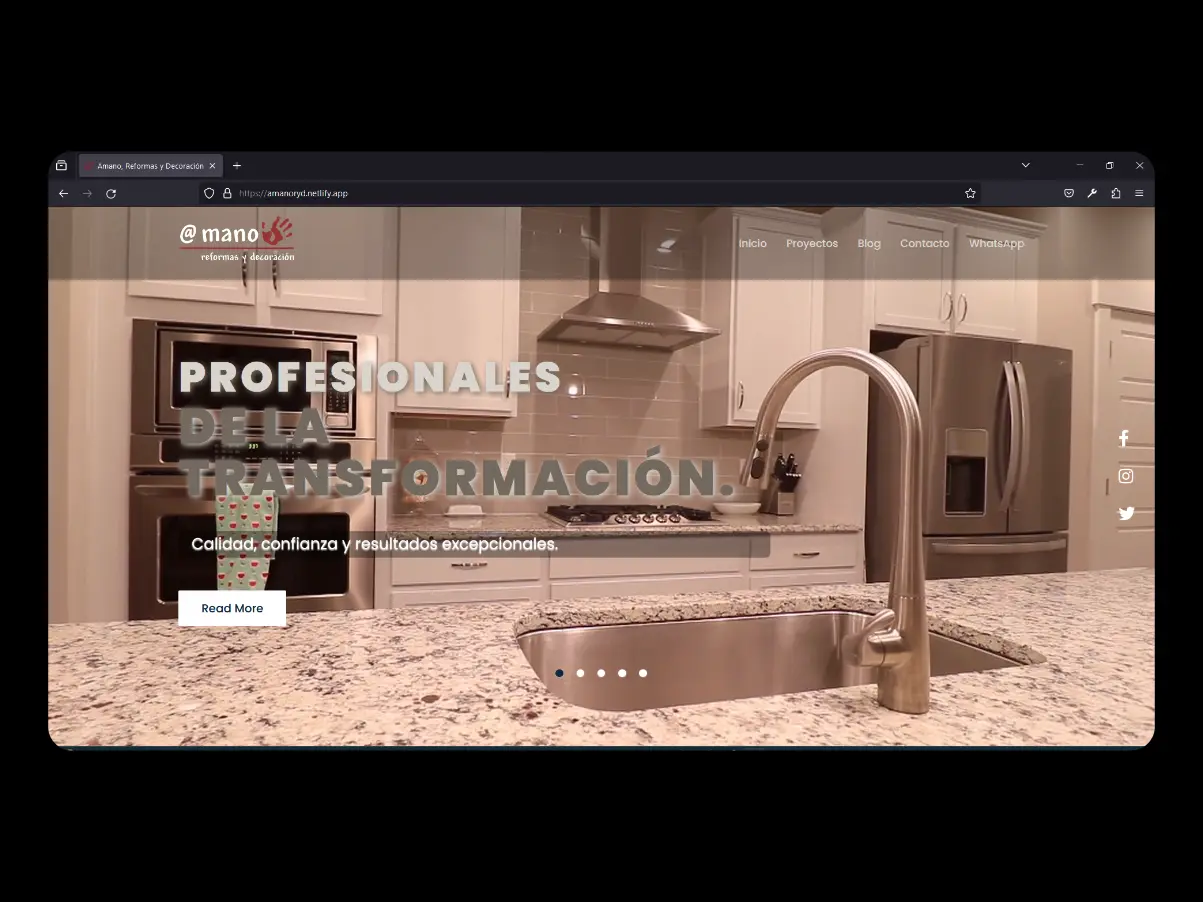 Amano, Reformas y Decoración
https://amanoryd.netlify.app
@mano
reformas y decoración
Inicio
Proyectos
Blog
Contacto
WhatsApp
PROFESIONALES
DE LA
TRANSFORMACIÓN.
Calidad, confianza y resultados excepcionales.
Read More